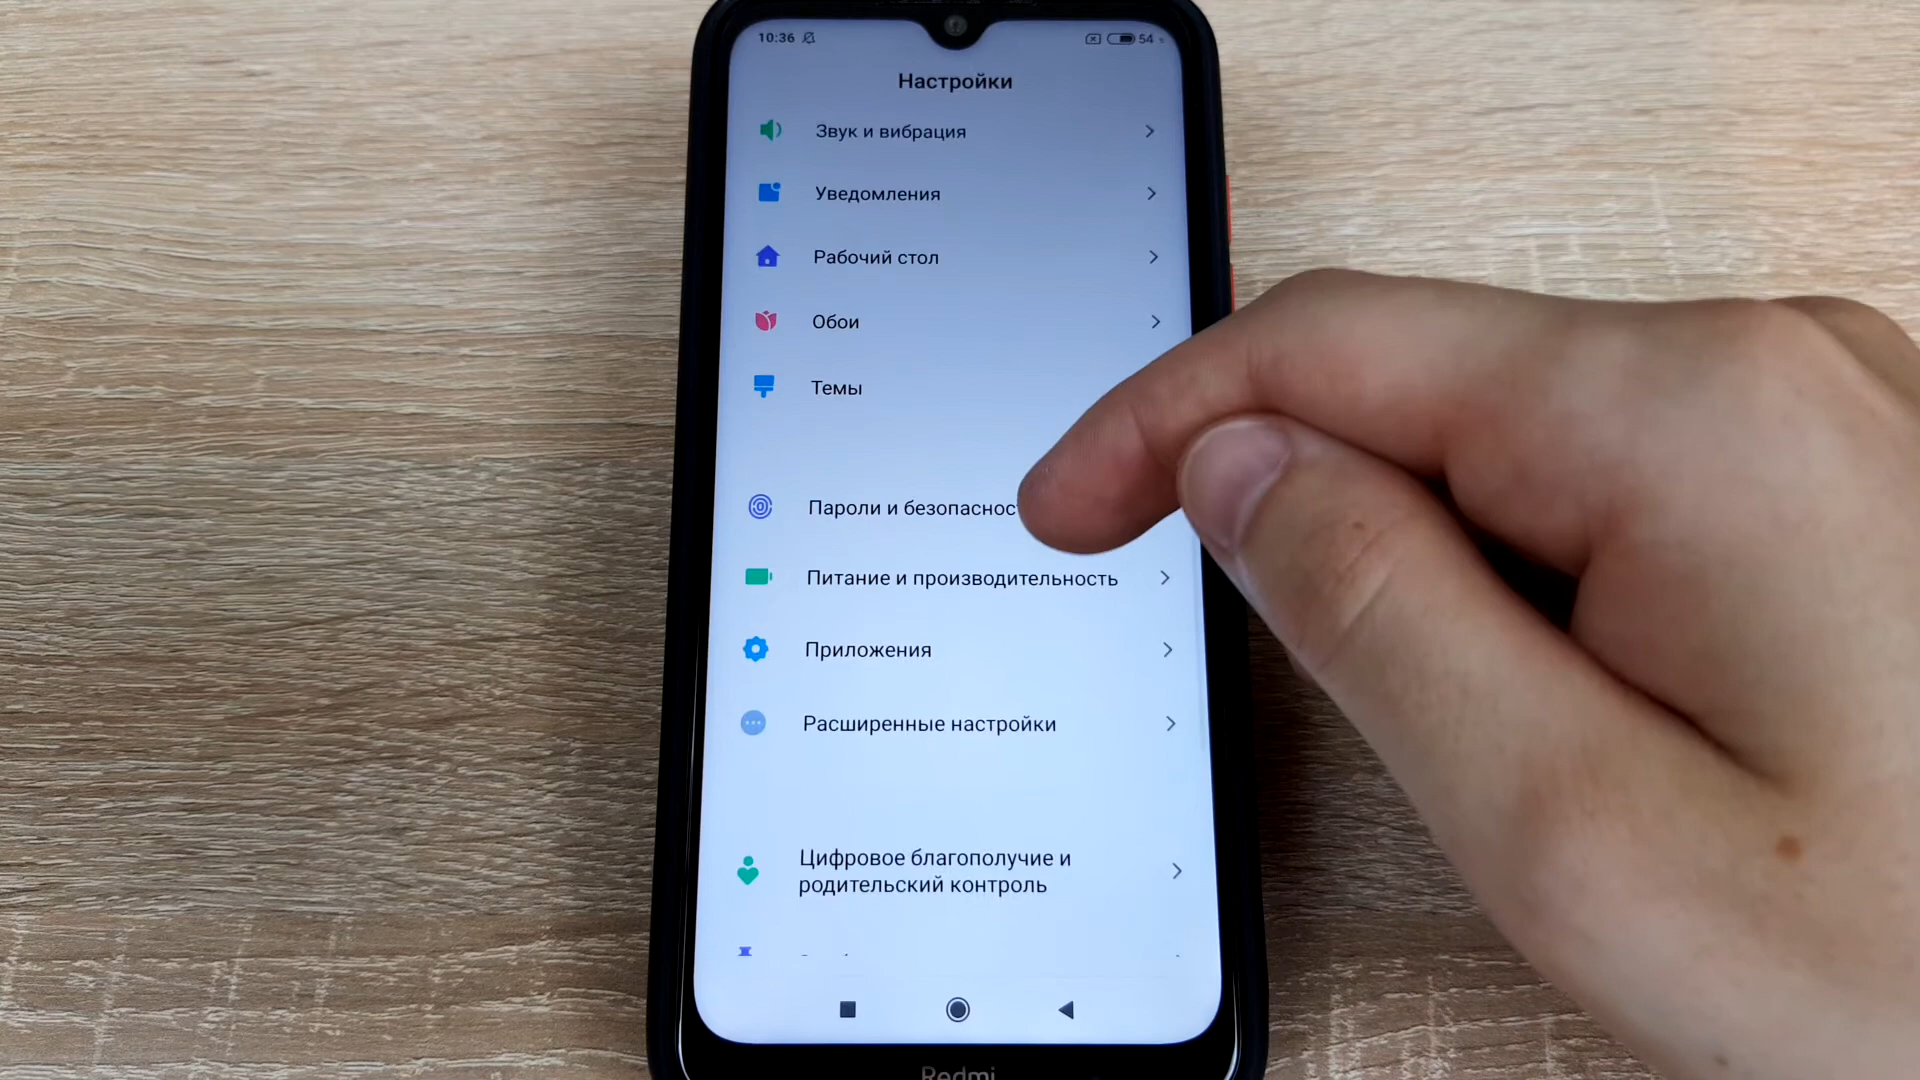 10:36 54
Настройки
Звук и вибрация
Уведомления
Рабочий стол
Обои
Темы
Пароли и безопаснос
Питание и производительность
Приложения
Расширенные настройки
Цифровое благополучие и
родительский контроль
Redmi